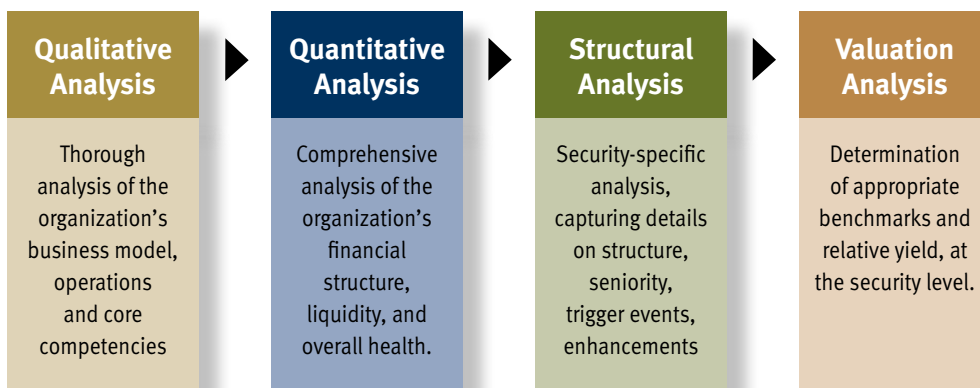 Qualitative
Analysis
Thorough
analysis of the
organization's
business model,
operations
and core
competencies
Quantitative
Analysis
Comprehensive
analysis of the
organization's
financial
structure,
liquidity, and
overall health.
Structural
Analysis
Security-specific
analysis,
capturing details
on structure,
seniority,
trigger events,
enhancements
Valuation
Analysis
Determination
of appropriate
benchmarks and
relative yield, at
the security level.